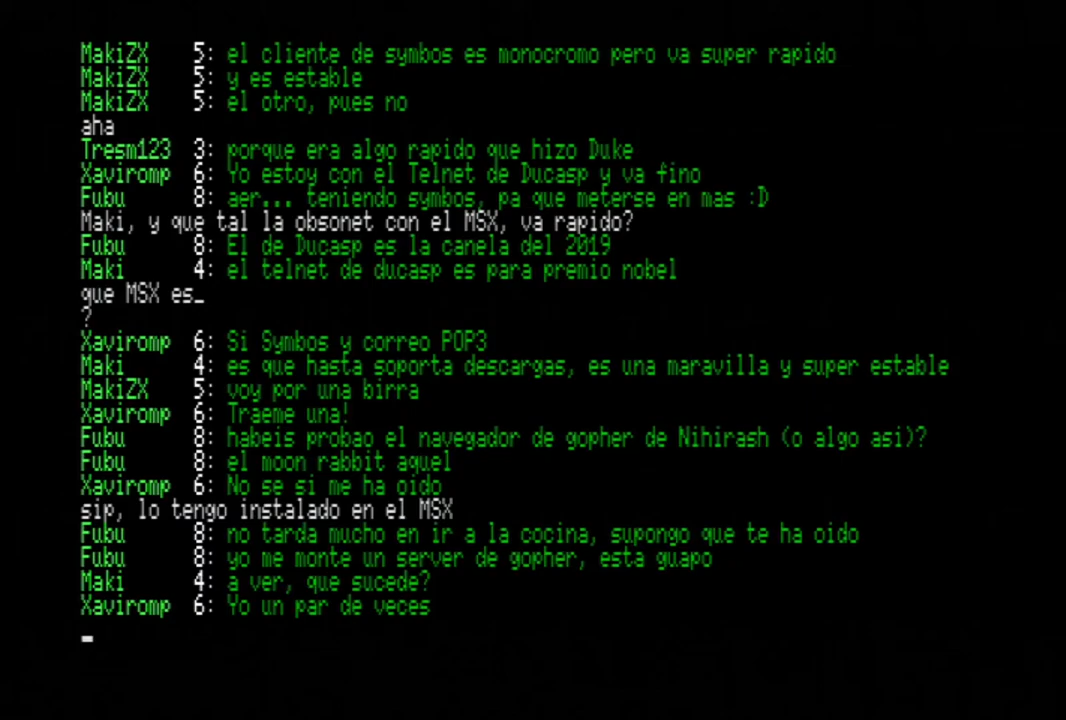 MakiZX 5: el cliente de symbos es monocromo pero va super rapido
MakiZX 5: y es estable
MakiZX 5: el otro, pues no
aha
Tresm123 3: porque era algo rapido que hizo Duke
Xaviromp 6: Yo estoy con el Telnet de Ducasp y va fino
Fubu 8: aer... teniendo symbos, pa que meterse en mas :D
Maki, y que tal la obsonet con el MSX, va rapido?
Fubu 8: El de Ducasp es la canela del 2019
Maki 4: el telnet de ducasp es para premio nobel
que MSX es_
?
Xaviromp 6: Si Symbos y correo POP3
Maki 4: es que hasta soporta descargas, es una maravilla y super estable
MakiZX 5: voy por una birra
Xaviromp 6: Traeme una!
Fubu 8: habeis probao el navegador de gopher de Nihirash (o algo asi)?
Fubu 8: el moon rabbit aquel
Xaviromp 6: No se si me ha oido
sip, lo tengo instalado en el MSX
Fubu 8: no tarda mucho en ir a la cocina, supongo que te ha oido
Fubu 8: yo me monte un server de gopher, esta guapo
Maki 4: a ver, que sucede?
Xaviromp 6: Yo un par de veces